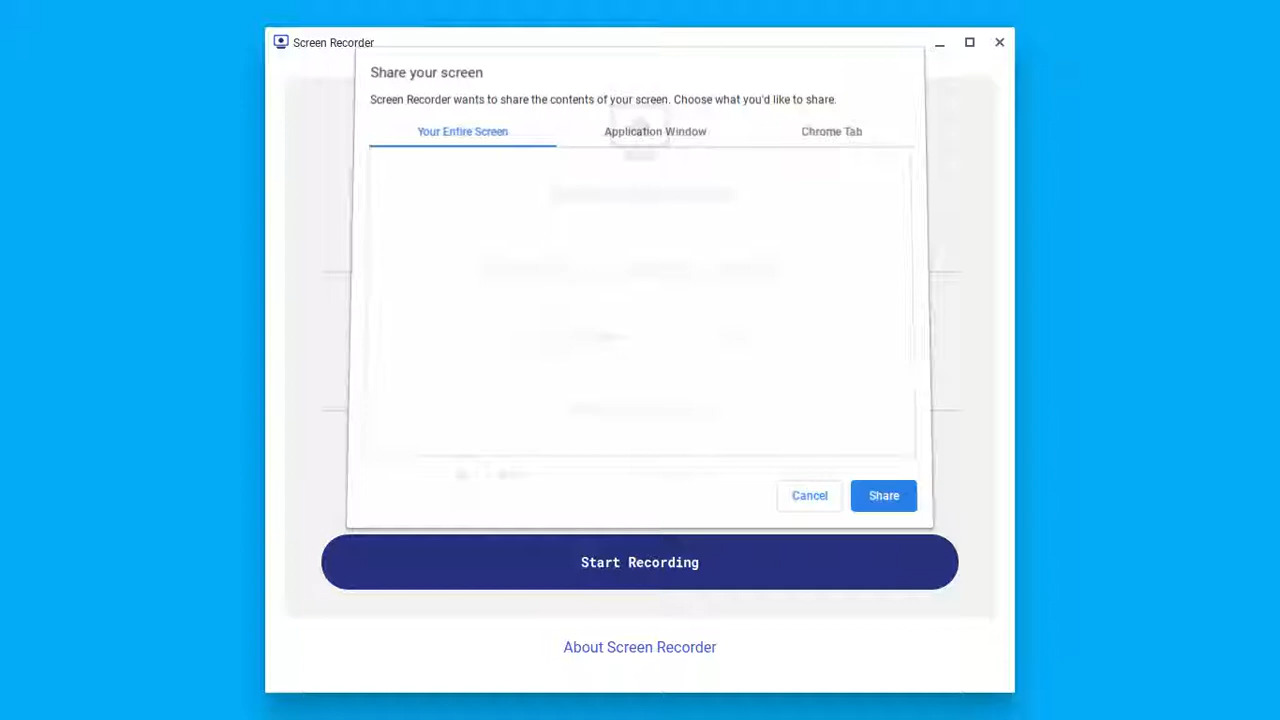 Screen Recorder
Share your screen
Screen Recorder wants to share the contents of your screen. Choose what you'd like to share.
Your Entire Screen Application Window Chrome Tab
Cancel Share
Start Recording
About Screen Recorder